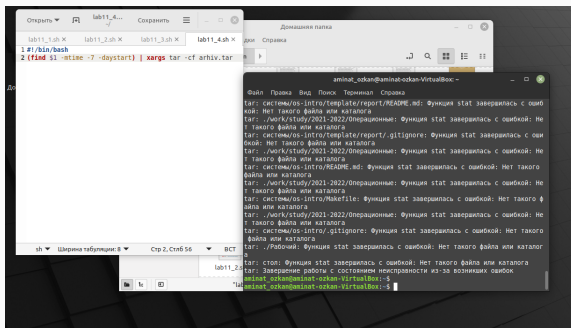 Открыть
lab11_4...
Сохранить
lab11_1.sh ×
lab11_2.sh ×
lab11_3.sh ×
lab11_4.sh ×
1 #!/bin/bash
2 (find $1 -mtime -7 -daystart) | xargs tar -cf arhiv.tar
sh
Ширина табуляции: 8
Стр 2, Стлб 56
ВСТ
Домашняя папка
Справка
aminat_ozkan@aminat-ozkan-VirtualBox: ~
Файл Правка Вид Поиск Терминал Справка
tar: системы/os-intro/template/report/README.md: Функция stat завершилась с ошиб
кой: Нет такого файла или каталога
tar: ./work/study/2021-2022/Операционные: Функция stat завершилась с ошибкой: Не
т такого файла или каталога
tar: системы/os-intro/template/report/.gitignore: Функция stat завершилась с оши
бкой: Нет такого файла или каталога
tar: ./work/study/2021-2022/Операционные: Функция stat завершилась с ошибкой: Не
т такого файла или каталога
tar: системы/os-intro/README.md: Функция stat завершилась с ошибкой: Нет такого
файла или каталога
tar: ./work/study/2021-2022/Операционные: Функция stat завершилась с ошибкой: Не
т такого файла или каталога
tar: системы/os-intro/Makefile: Функция stat завершилась с ошибкой: Нет такого ф
айла или каталога
tar: ./work/study/2021-2022/Операционные: Функция stat завершилась с ошибкой: Не
т такого файла или каталога
tar: системы/os-intro/.gitignore: Функция stat завершилась с ошибкой: Нет такого
файла или каталога
tar: ./Рабочий: Функция stat завершилась с ошибкой: Нет такого файла или каталог
а
tar: стол: Функция stat завершилась с ошибкой: Нет такого файла или каталога
tar: Завершение работы с состоянием неисправности из-за возникших ошибок
aminat_ozkan@aminat-ozkan-VirtualBox:~$
aminat_ozkan@aminat-ozkan-VirtualBox:~$